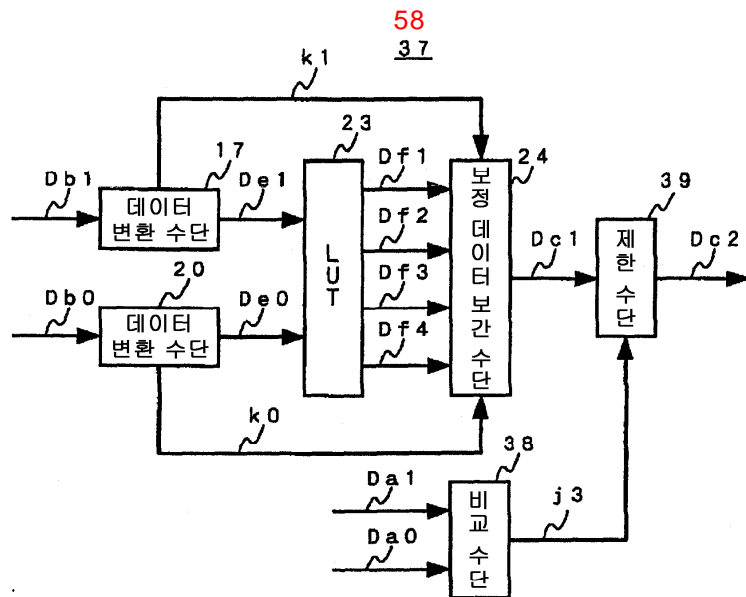 58
37
k1
23
17
Df1
24
Db1
데이터
변환 수단
De1
LUT
보정 데이터 보간 수단
39
Df2
Dc1
제한 수단
Dc2
20
Df3
Db0
데이터
변환 수단
De0
Df4
k0
38
Da1
비교 수단
j3
Da0